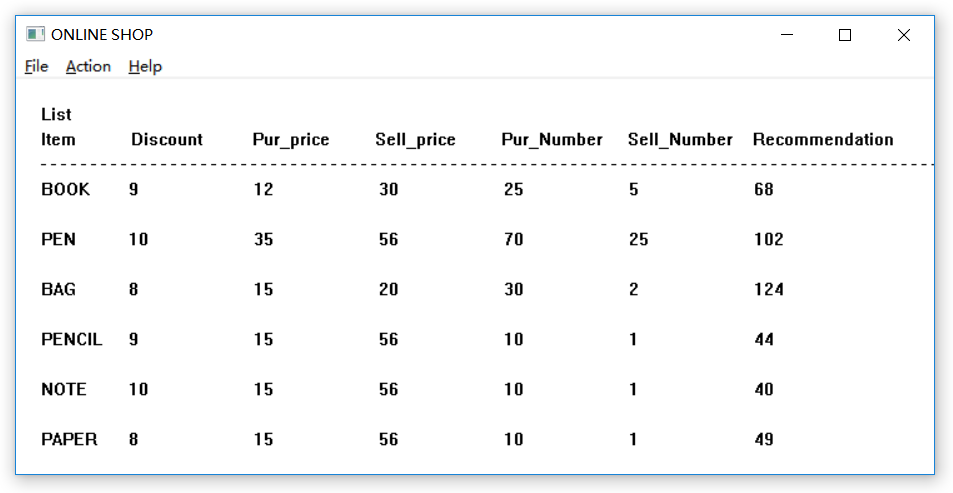 ONLINE SHOP
File Action Help
List
Item Discount Pur_price Sell_price Pur_Number Sell_Number Recommendation
BOOK 9 12 30 25 5 68
PEN 10 35 56 70 25 102
BAG 8 15 20 30 2 124
PENCIL 9 15 56 10 1 44
NOTE 10 15 56 10 1 40
PAPER 8 15 56 10 1 49